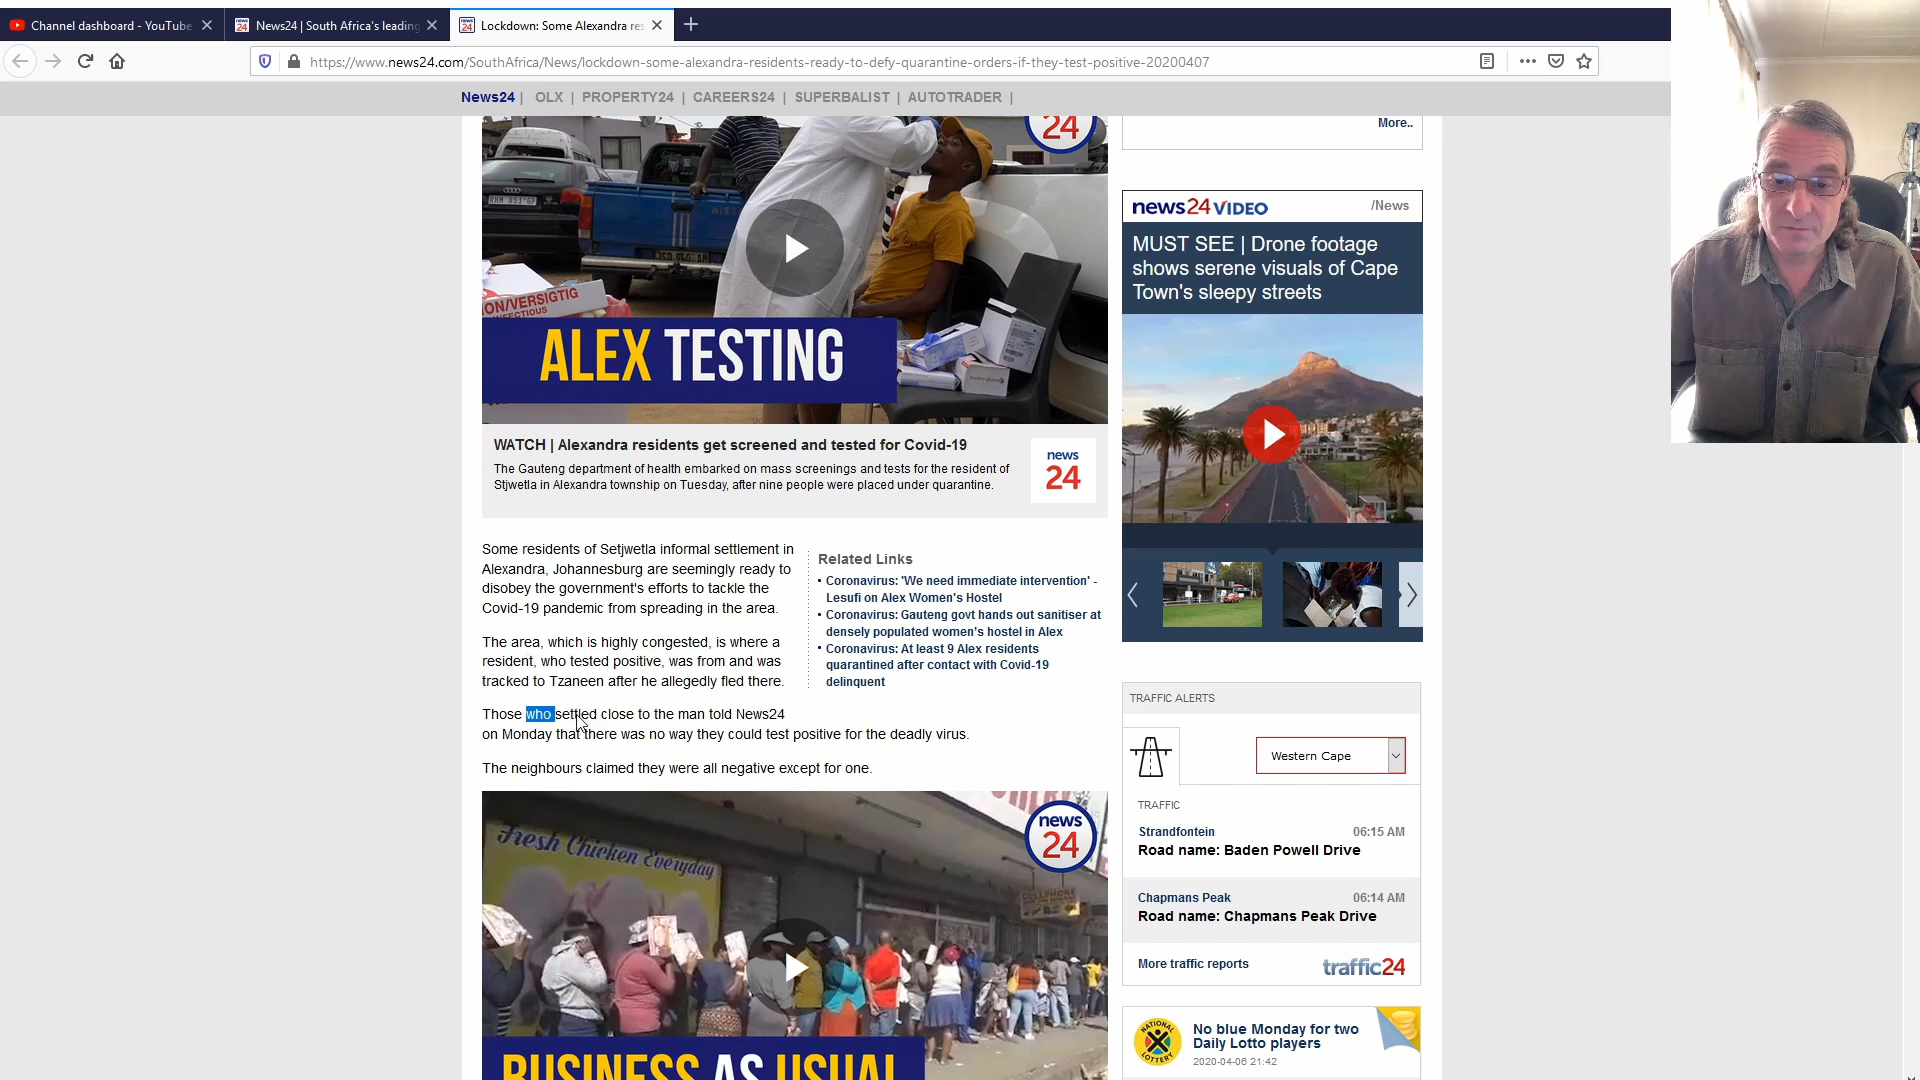 Channel dashboard - YouTube
News24 | South Africa's leading
Lockdown: Some Alexandra res
https://www.news24.com/SouthAfrica/News/lockdown-some-alexandra-residents-ready-to-defy-quarantine-orders-if-they-test-positive-20200407
News24 | OLX | PROPERTY24 | CAREERS24 | SUPERBALIST | AUTOTRADER |
24
ON/VERSIGTIG
INFECTIOUS
ALEX TESTING
WATCH | Alexandra residents get screened and tested for Covid-19
The Gauteng department of health embarked on mass screenings and tests for the resident of
Stjwetla in Alexandra township on Tuesday, after nine people were placed under quarantine.
news
24
Some residents of Setjwetla informal settlement in
Alexandra, Johannesburg are seemingly ready to
disobey the government's efforts to tackle the
Covid-19 pandemic from spreading in the area.
The area, which is highly congested, is where a
resident, who tested positive, was from and was
tracked to Tzaneen after he allegedly fled there.
Related Links
• Coronavirus: 'We need immediate intervention' -
Lesufi on Alex Women's Hostel
• Coronavirus: Gauteng govt hands out sanitiser at
densely populated women's hostel in Alex
• Coronavirus: At least 9 Alex residents
quarantined after contact with Covid-19
delinquent
Those who settled close to the man told News24
on Monday that there was no way they could test positive for the deadly virus.
The neighbours claimed they were all negative except for one.
Fresh Chicken Everyday
news
24
BUSINESS AS USUAL
More..
news24 VIDEO
/News
MUST SEE | Drone footage
shows serene visuals of Cape
Town's sleepy streets
TRAFFIC ALERTS
Western Cape
TRAFFIC
Strandfontein 06:15 AM
Road name: Baden Powell Drive
Chapmans Peak 06:14 AM
Road name: Chapmans Peak Drive
More traffic reports
traffic24
NATIONAL
LOTTERY
No blue Monday for two
Daily Lotto players
2020-04-06 21:42